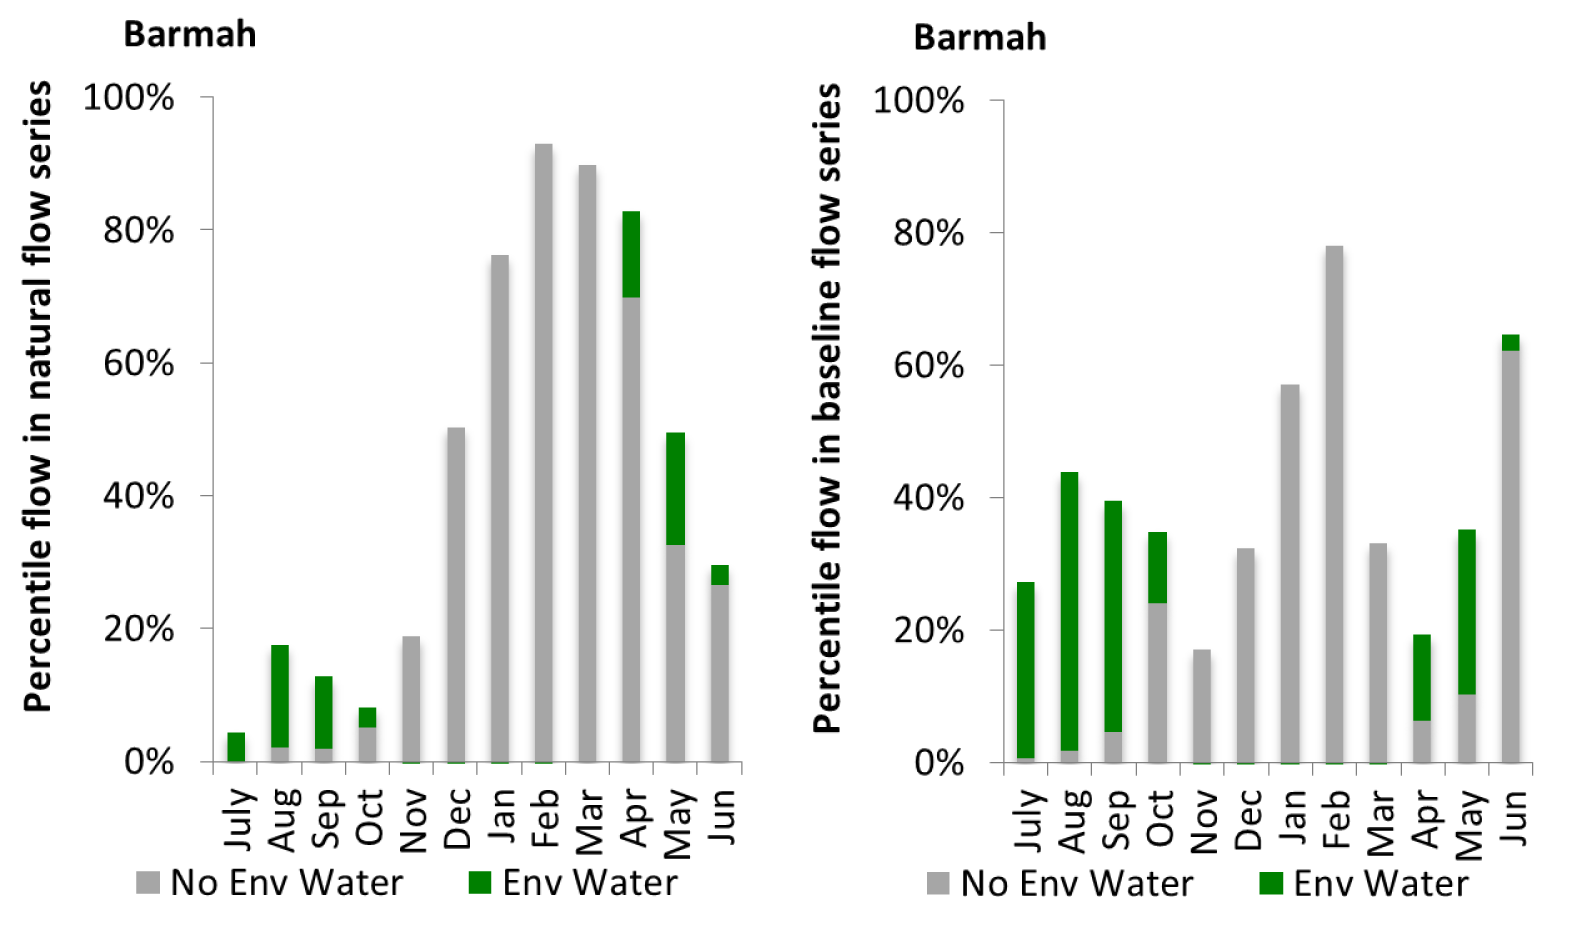 Barmah
Percentile flow in natural flow series
100%
80%
60%
40%
20%
0%
July
Aug
Sep
Oct
Nov
Dec
Jan
Feb
Mar
Apr
May
Jun
No Env Water
Env Water
Barmah
Percentile flow in baseline flow series
100%
80%
60%
40%
20%
0%
July
Aug
Sep
Oct
Nov
Dec
Jan
Feb
Mar
Apr
May
Jun
No Env Water
Env Water